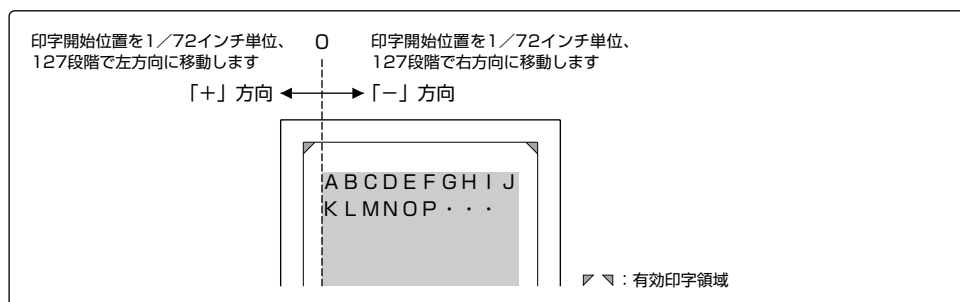 印字開始位置を1／72インチ単位、
127段階で左方向に移動します
0
印字開始位置を1／72インチ単位、
127段階で右方向に移動します
「＋」方向
「－」方向
ＡＢＣＤＥＦＧＨＩＪ
ＫＬＭＮＯＰ・・・
：有効印字領域